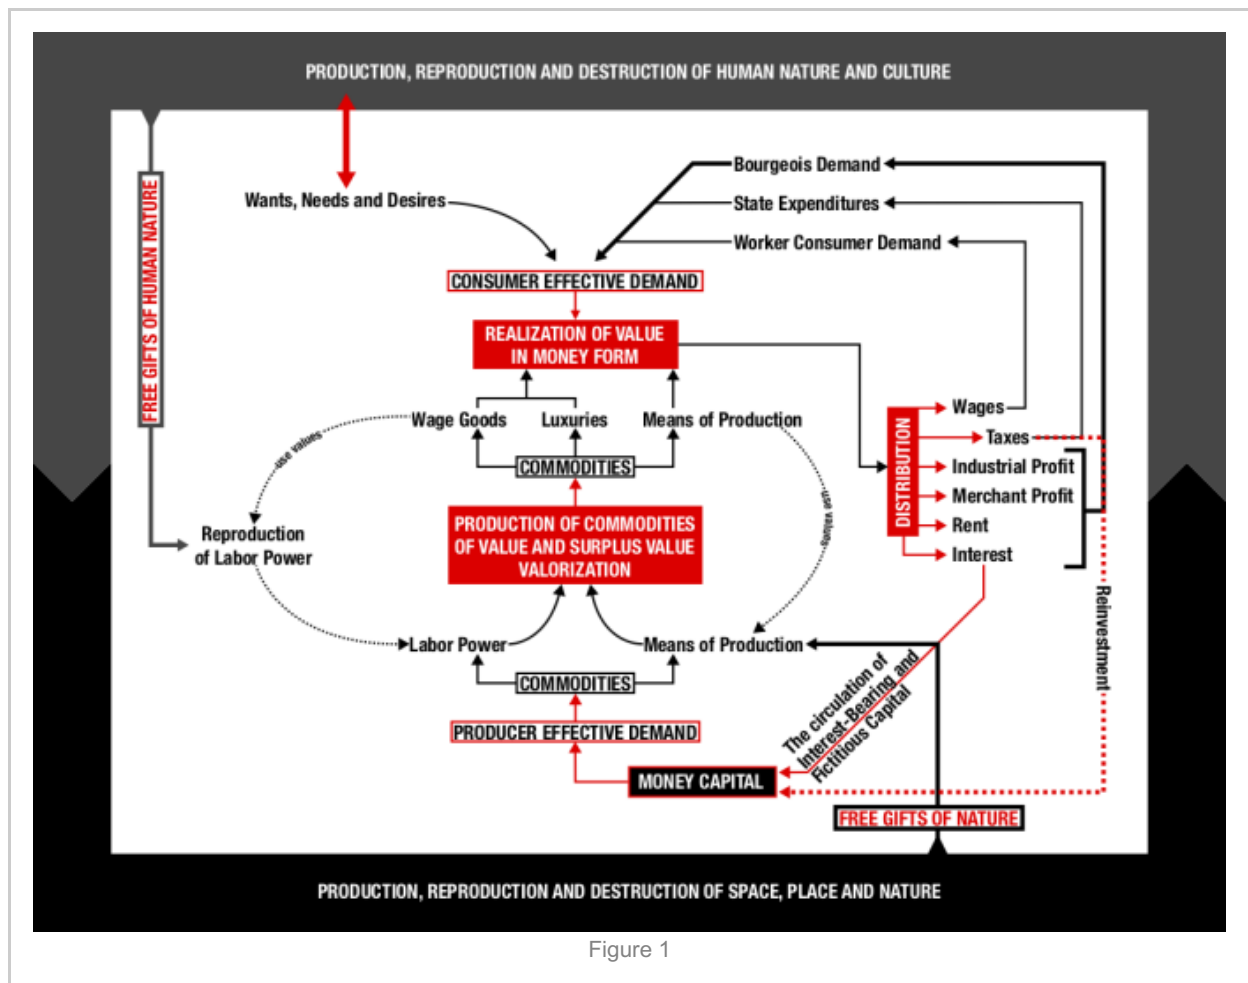 PRODUCTION, REPRODUCTION AND DESTRUCTION OF HUMAN NATURE AND CULTURE
FREE GIFTS OF HUMAN NATURE
Wants, Needs and Desires
Bourgeois Demand
State Expenditures
Worker Consumer Demand
CONSUMER EFFECTIVE DEMAND
REALIZATION OF VALUE
IN MONEY FORM
Wage Goods
Luxuries
Means of Production
use values
COMMODITIES
use values
DISTRIBUTION
Wages
Taxes
Industrial Profit
Merchant Profit
Rent
Interest
PRODUCTION OF COMMODITIES
OF VALUE AND SURPLUS VALUE
VALORIZATION
Reproduction
of Labor Power
Labor Power
Means of Production
COMMODITIES
PRODUCER EFFECTIVE DEMAND
MONEY CAPITAL
The circulation of
Interest-Bearing and
Fictitious Capital
Reinvestment
FREE GIFTS OF NATURE
PRODUCTION, REPRODUCTION AND DESTRUCTION OF SPACE, PLACE AND NATURE
Figure 1